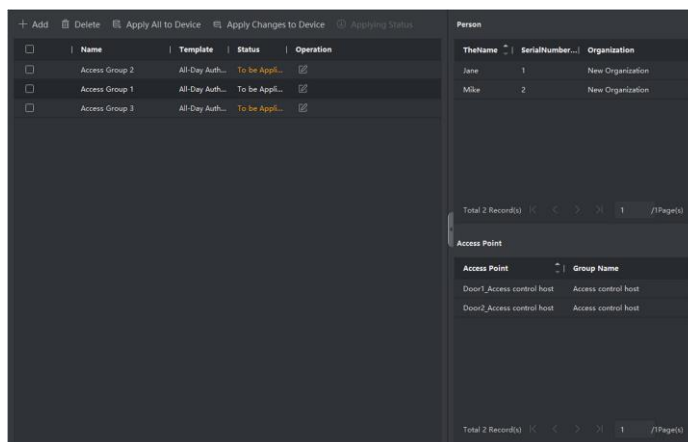 Add Delete Apply All to Device Apply Changes to Device Applying Status
Name Template Status Operation
Access Group 2 All-Day Auth... To be Appli...
Access Group 1 All-Day Auth... To be Appli...
Access Group 3 All-Day Auth... To be Appli...
Person
TheName SerialNumber... Organization
Jane 1 New Organization
Mike 2 New Organization
Total 2 Record(s) 1 /1Page(s)
Access Point
Access Point Group Name
Door1_Access control host Access control host
Door2_Access control host Access control host
Total 2 Record(s) 1 /1Page(s)